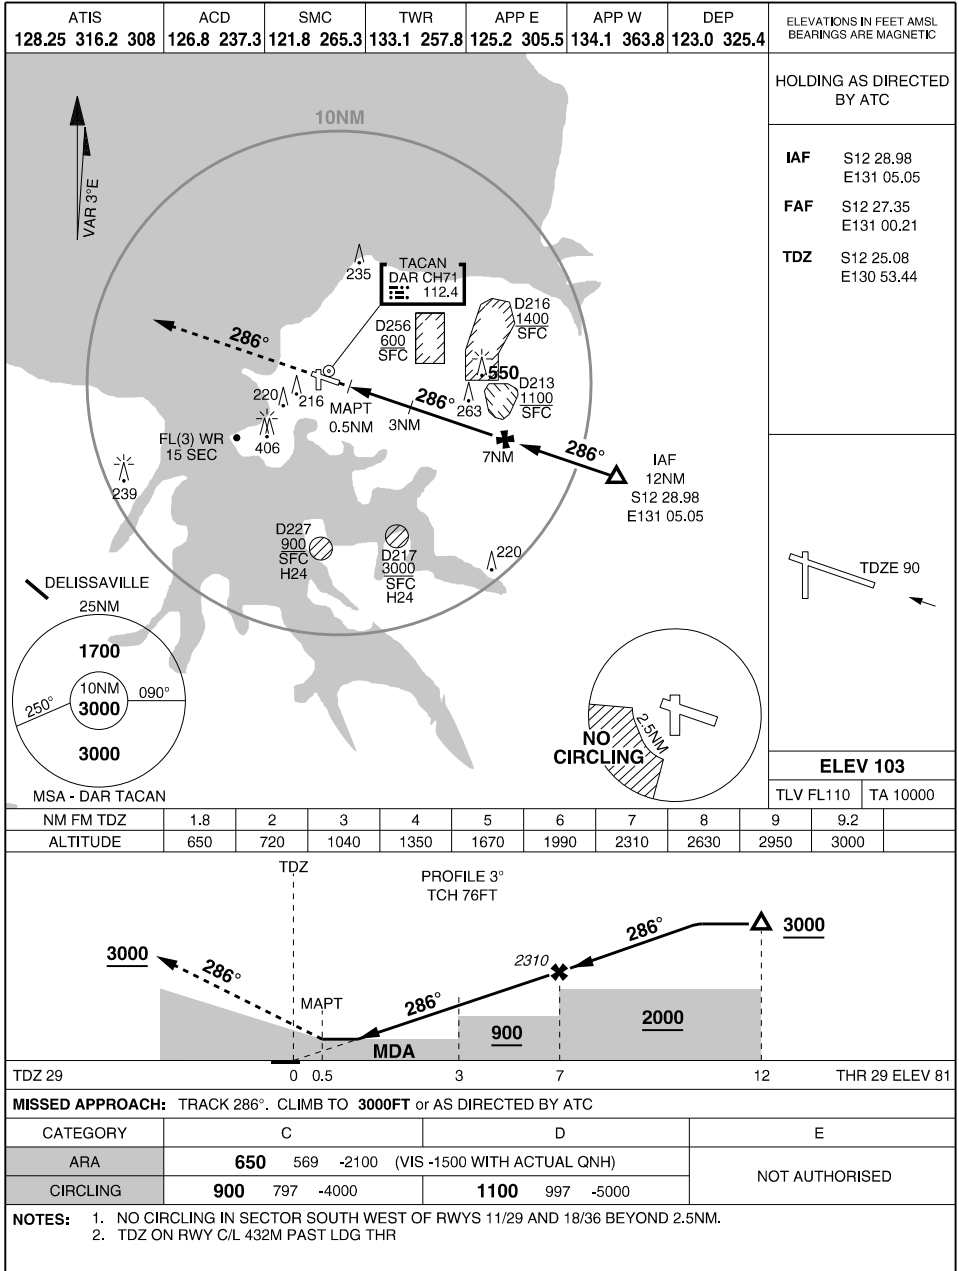 ATIS ACD SMC TWR APP E APP W DEP
128.25 316.2 308 126.8 237.3 121.8 265.3 133.1 257.8 125.2 305.5 134.1 363.8 123.0 325.4
ELEVATIONS IN FEET AMSL
BEARINGS ARE MAGNETIC
HOLDING AS DIRECTED
BY ATC
IAF S12 28.98
E131 05.05
FAF S12 27.35
E131 00.21
TDZ S12 25.08
E130 53.44
10NM
VAR 3°E
235
TACAN
DAR CH71
112.4
D216
1400
SFC
D256
600
SFC
286°
550
D213
1100
SFC
220
216
MAPT
0.5NM
286°
3NM
263
FL(3) WR
15 SEC
406
7NM
286°
IAF
12NM
S12 28.98
E131 05.05
239
D227
900
SFC
H24
D217
3000
SFC
H24
220
TDZE 90
DELISSAVILLE
25NM
1700
10NM
3000
090°
250°
3000
MSA - DAR TACAN
NO
CIRCLING
2.5NM
ELEV 103
TLV FL110 TA 10000
NM FM TDZ 1.8 2 3 4 5 6 7 8 9 9.2
ALTITUDE 650 720 1040 1350 1670 1990 2310 2630 2950 3000
TDZ
PROFILE 3°
TCH 76FT
3000
286°
MAPT
286°
2310
286°
3000
MDA
900
2000
TDZ 29 0 0.5 3 7 12 THR 29 ELEV 81
MISSED APPROACH: TRACK 286°. CLIMB TO 3000FT or AS DIRECTED BY ATC
CATEGORY C D E
ARA 650 569 -2100 (VIS -1500 WITH ACTUAL QNH) NOT AUTHORISED
CIRCLING 900 797 -4000 1100 997 -5000
NOTES: 1. NO CIRCLING IN SECTOR SOUTH WEST OF RWYS 11/29 AND 18/36 BEYOND 2.5NM.
2. TDZ ON RWY C/L 432M PAST LDG THR